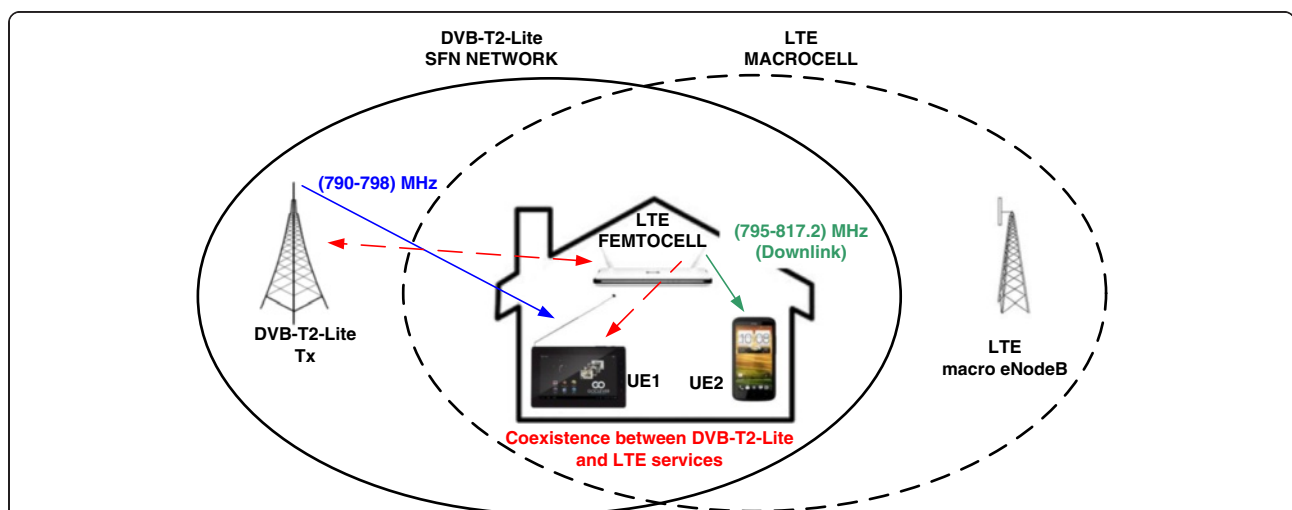 DVB-T2-Lite
SFN NETWORK
LTE
MACROCELL
(790-798) MHz
LTE
FEMTOCELL
(795-817.2) MHz
(Downlink)
DVB-T2-Lite
Tx
UE1
UE2
LTE
macro eNodeB
Coexistence between DVB-T2-Lite
and LTE services